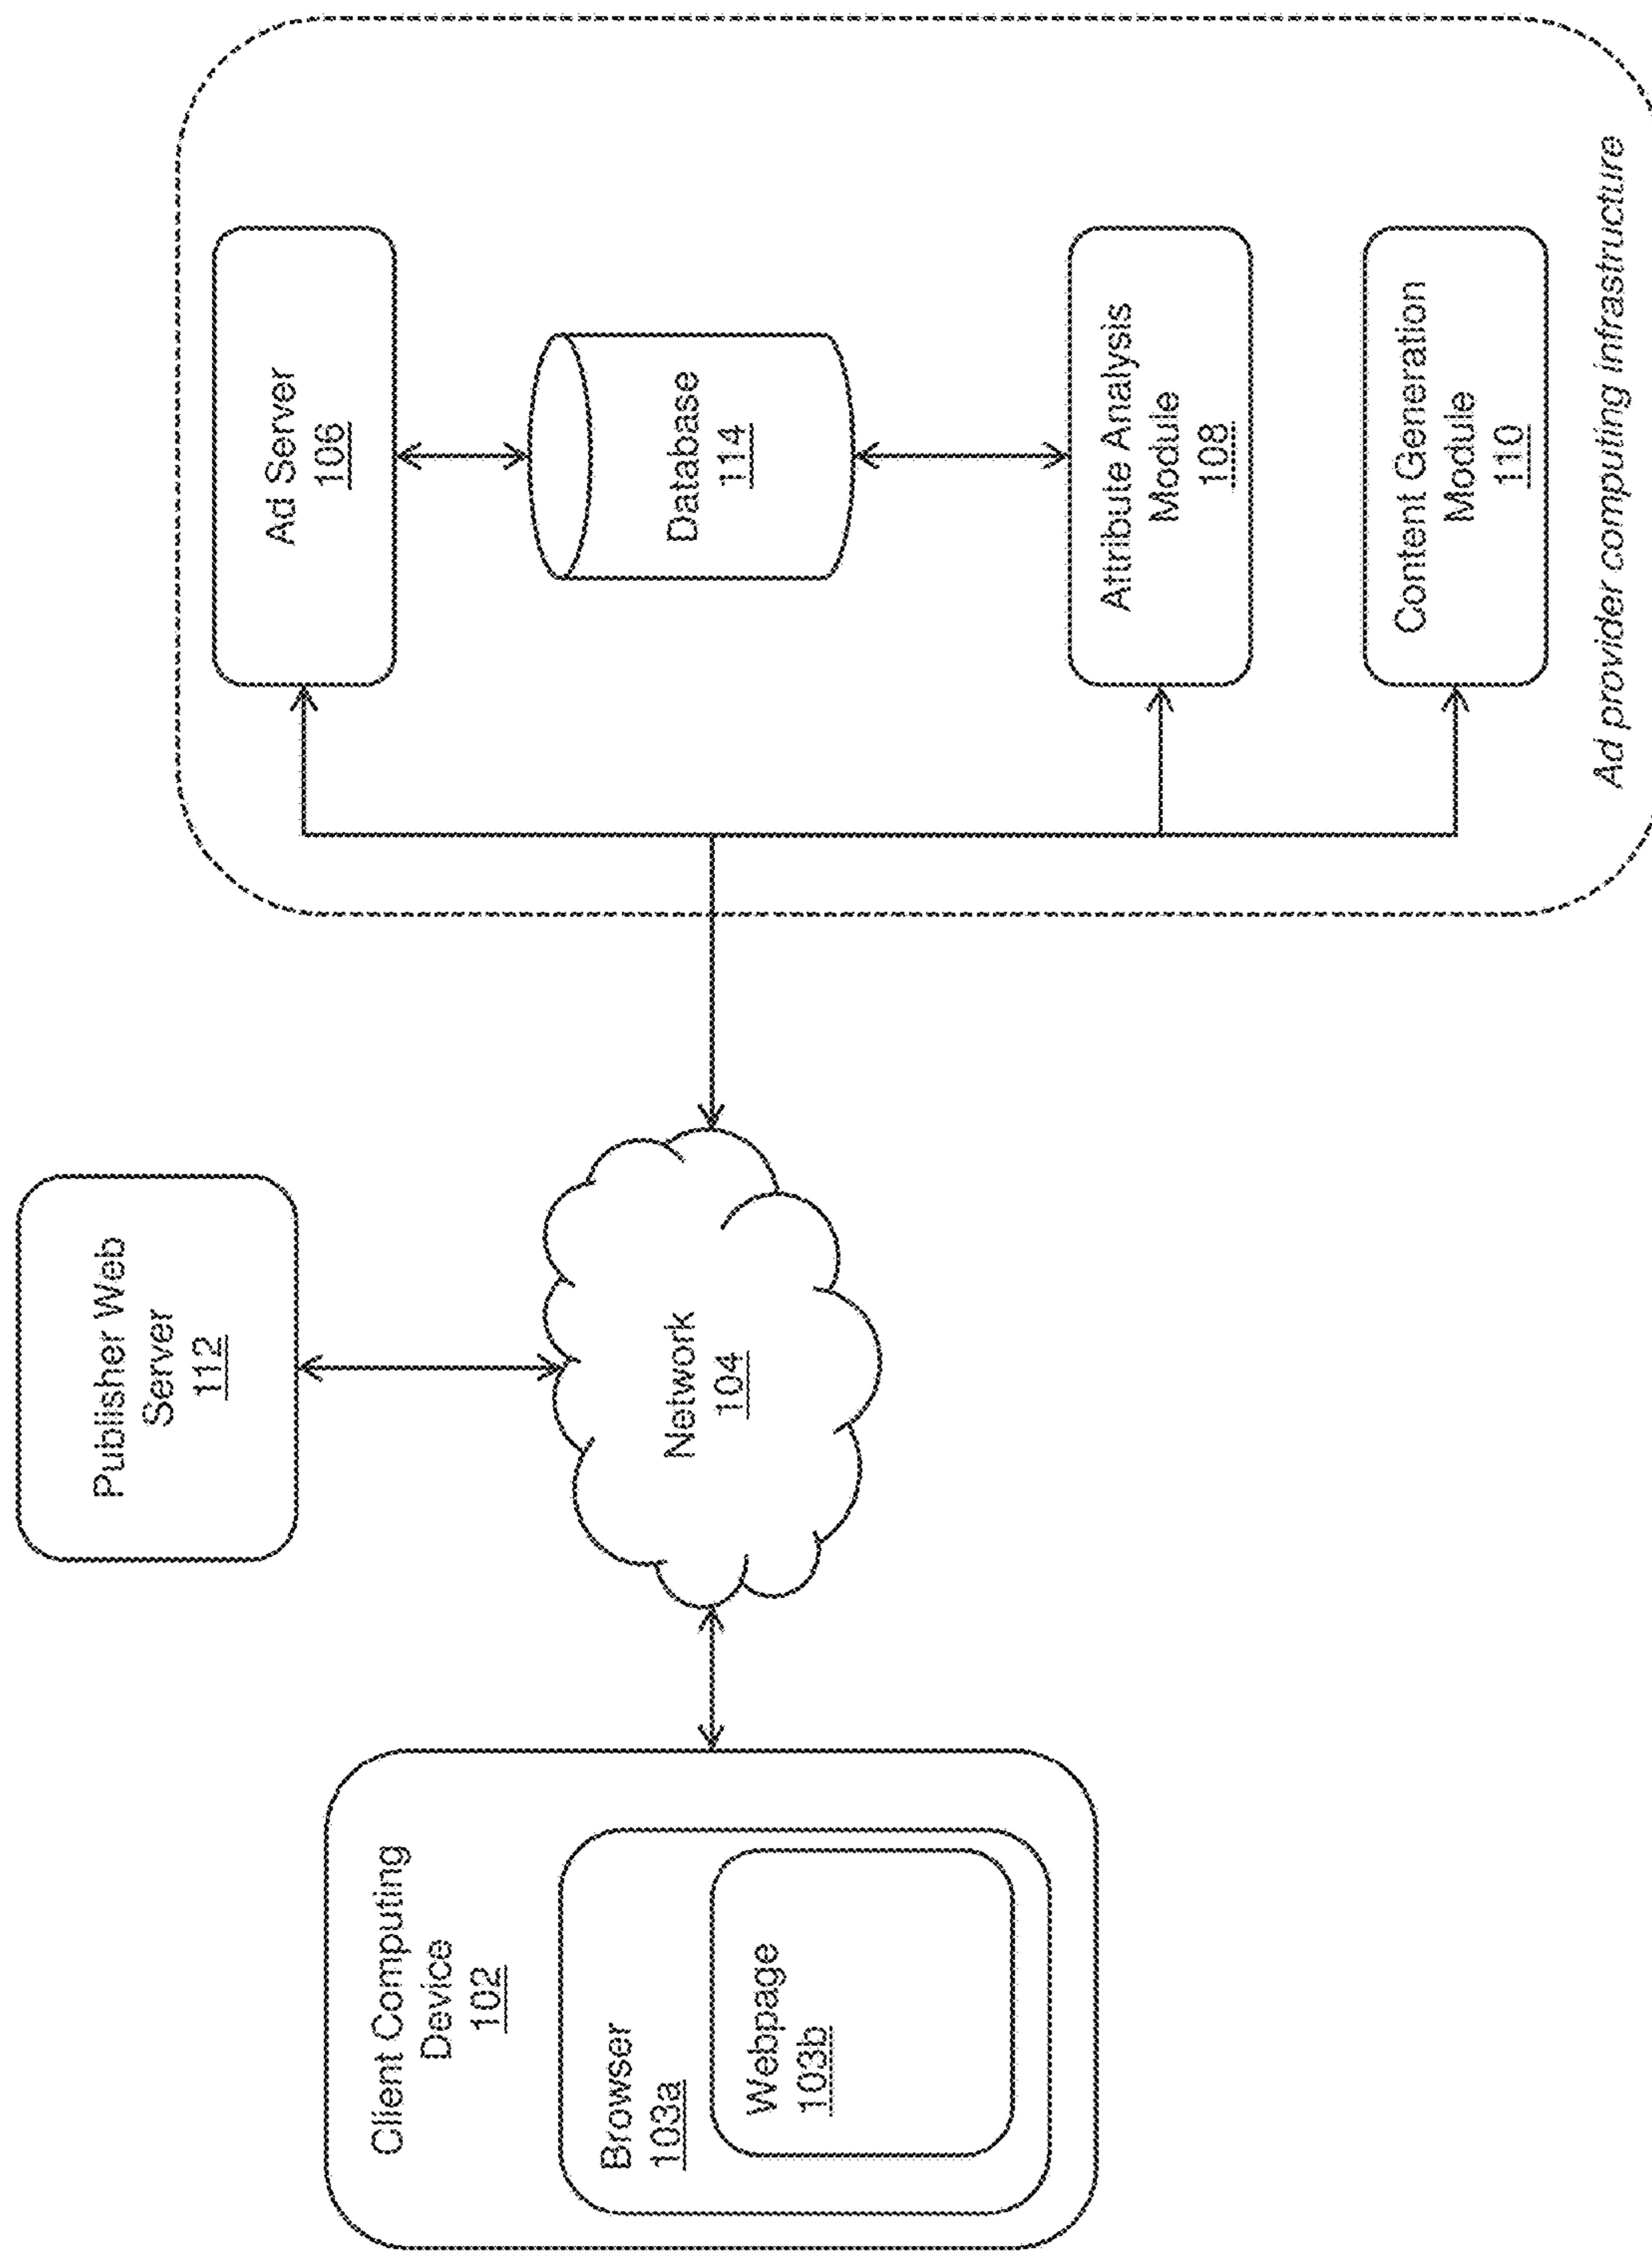 Client Computing
Device
102
Browser
103a
Webpage
103b
Publisher Web
Server
112
Network
104
Ad Server
106
Database
114
Attribute Analysis
Module
108
Content Generation
Module
110
Ad provider computing infrastructure